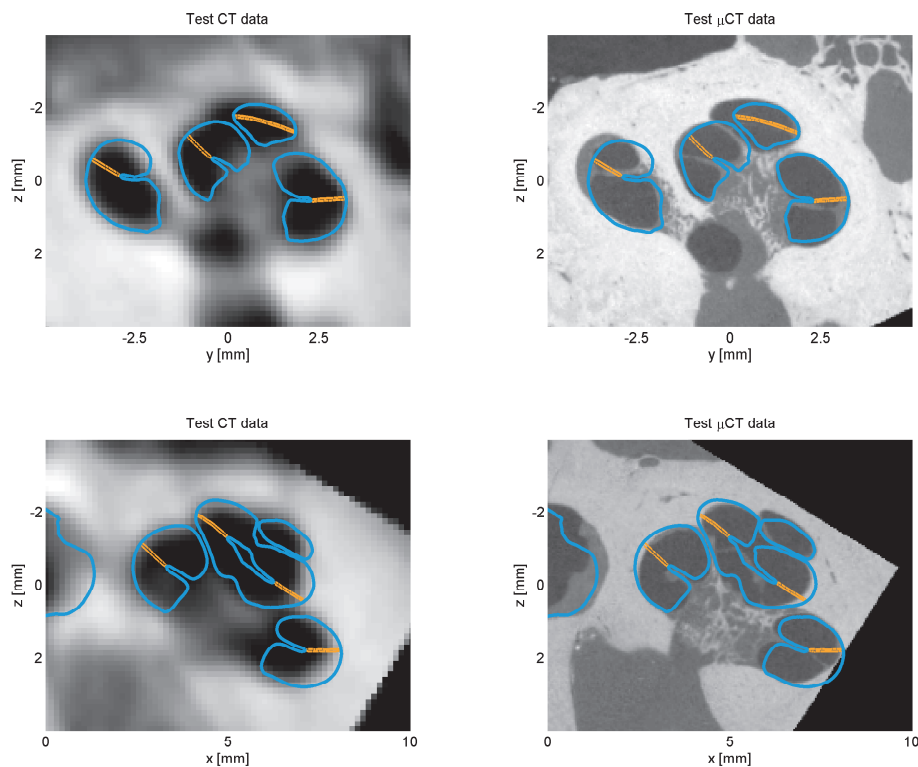 Test CT data
Test μCT data
-2
0
2
z [mm]
-2.5
0
2.5
y [mm]
-2
0
2
z [mm]
-2.5
0
2.5
y [mm]
Test CT data
Test μCT data
-2
0
2
z [mm]
0
5
10
x [mm]
-2
0
2
z [mm]
0
5
10
x [mm]